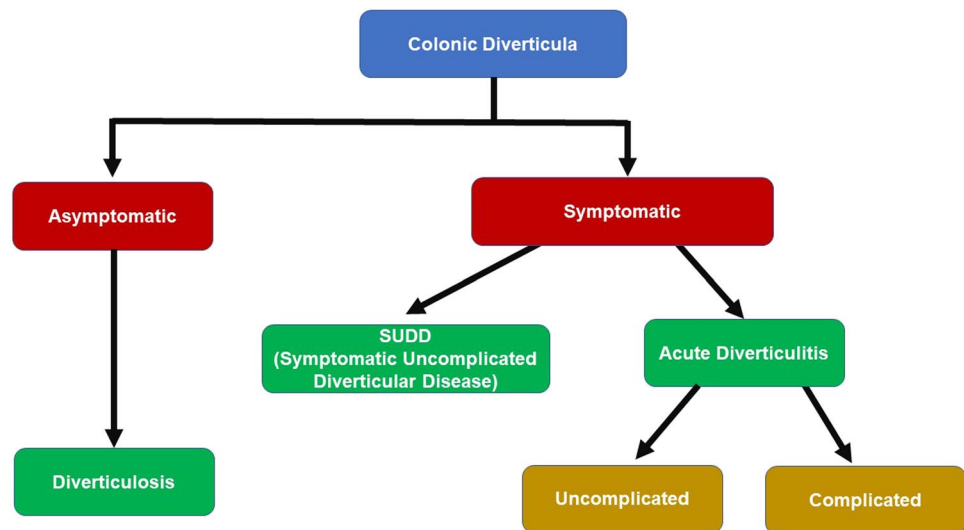 Colonic Diverticula
Asymptomatic
Symptomatic
SUDD
(Symptomatic Uncomplicated
Diverticular Disease)
Acute Diverticulitis
Diverticulosis
Uncomplicated
Complicated